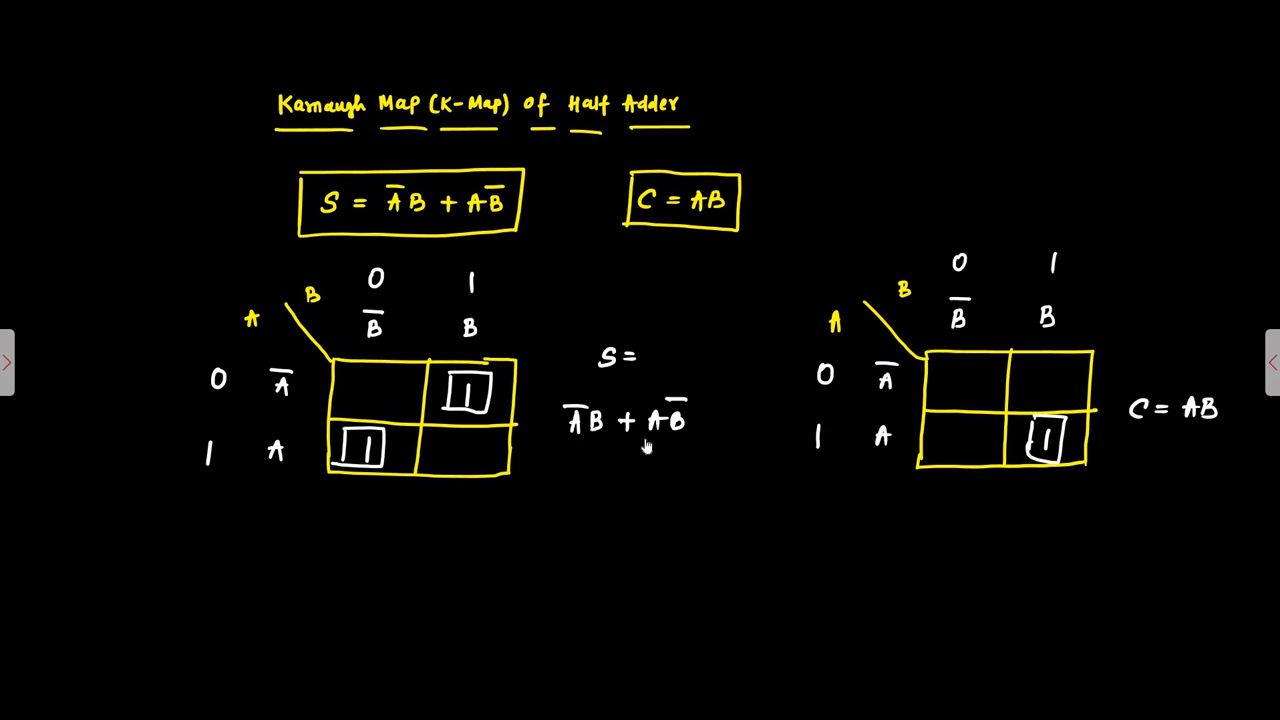 Karnaugh Map (K-Map) Of Half Adder
S = A̅B + AB̅
C = AB
0 1
B
A
B̅ B
0 A̅ 1
1 A 1
S =
A̅B + AB̅
0 1
B
A
B̅ B
0 A̅
1 A 1
C = AB